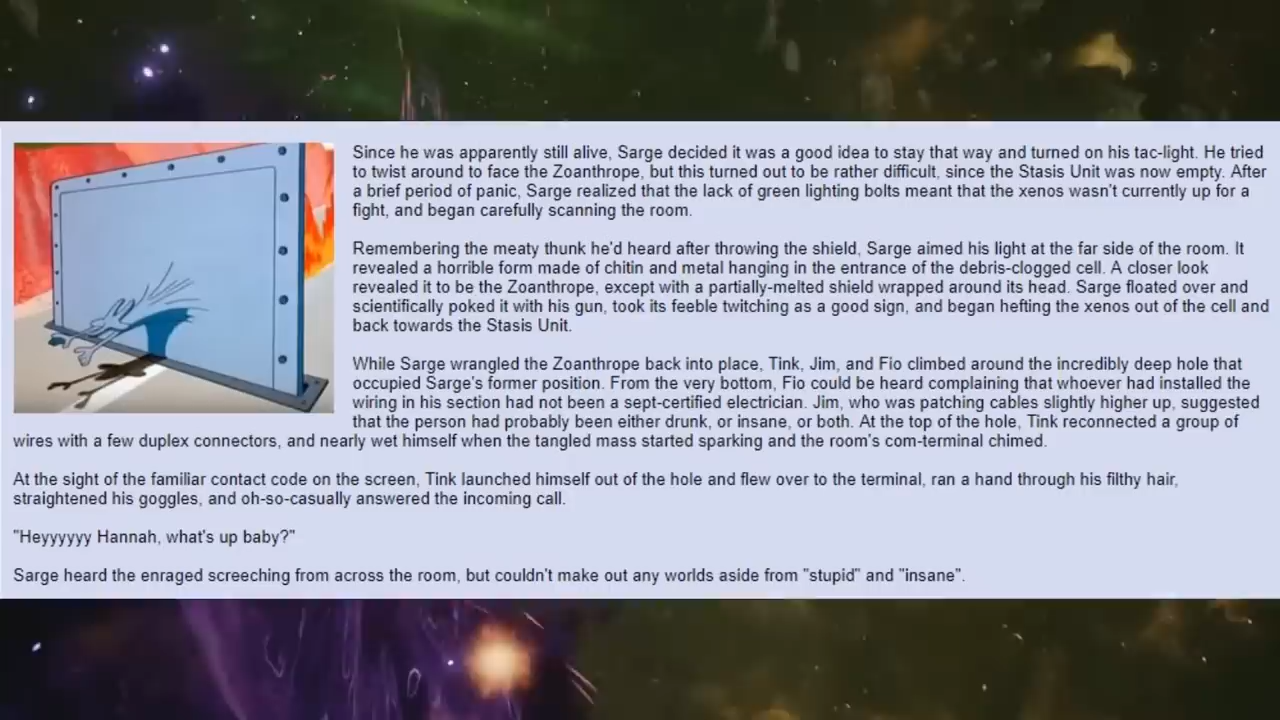 Since he was apparently still alive, Sarge decided it was a good idea to stay that way and turned on his tac-light. He tried
to twist around to face the Zoanthrope, but this turned out to be rather difficult, since the Stasis Unit was now empty. After
a brief period of panic, Sarge realized that the lack of green lighting bolts meant that the xenos wasn't currently up for a
fight, and began carefully scanning the room.
Remembering the meaty thunk he'd heard after throwing the shield, Sarge aimed his light at the far side of the room. It
revealed a horrible form made of chitin and metal hanging in the entrance of the debris-clogged cell. A closer look
revealed it to be the Zoanthrope, except with a partially-melted shield wrapped around its head. Sarge floated over and
scientifically poked it with his gun, took its feeble twitching as a good sign, and began hefting the xenos out of the cell and
back towards the Stasis Unit.
While Sarge wrangled the Zoanthrope back into place, Tink, Jim, and Fio climbed around the incredibly deep hole that
occupied Sarge's former position. From the very bottom, Fio could be heard complaining that whoever had installed the
wiring in his section had not been a sept-certified electrician. Jim, who was patching cables slightly higher up, suggested
that the person had probably been either drunk, or insane, or both. At the top of the hole, Tink reconnected a group of
wires with a few duplex connectors, and nearly wet himself when the tangled mass started sparking and the room's com-terminal chimed.
At the sight of the familiar contact code on the screen, Tink launched himself out of the hole and flew over to the terminal, ran a hand through his filthy hair,
straightened his goggles, and oh-so-casually answered the incoming call.
"Heyyyyyy Hannah, what's up baby?"
Sarge heard the enraged screeching from across the room, but couldn't make out any worlds aside from "stupid" and "insane".